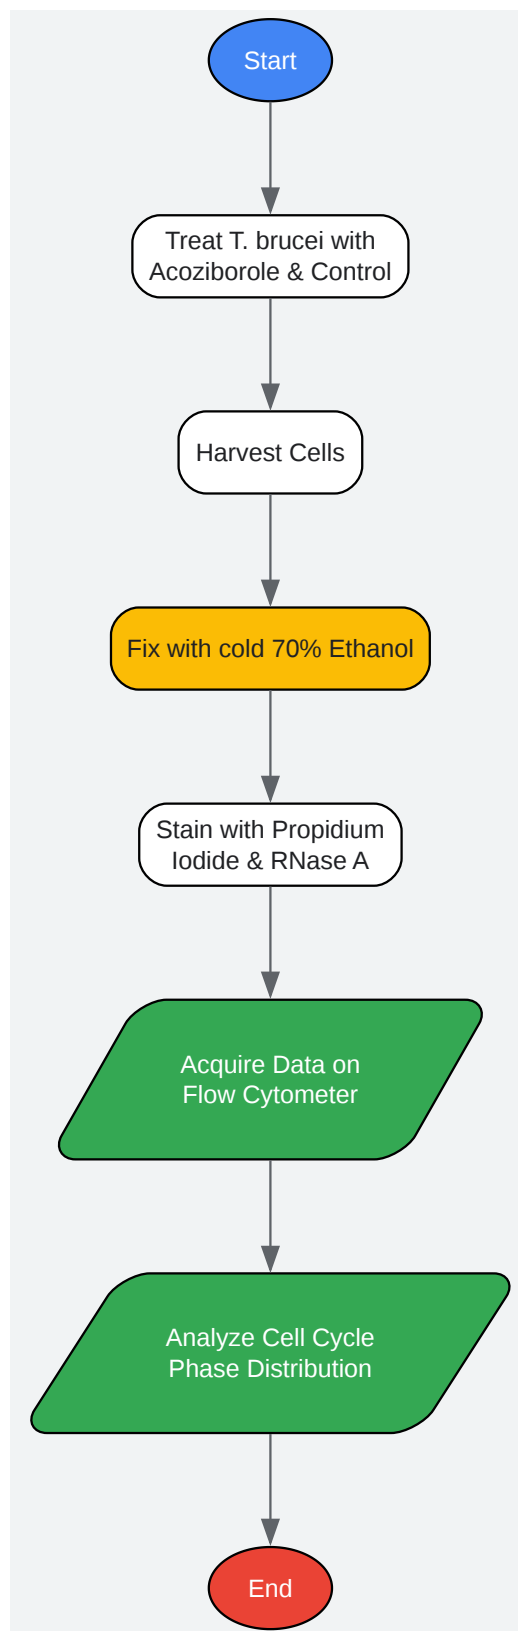 Start
Treat T. brucei with
Acoziborole & Control
Harvest Cells
Fix with cold 70% Ethanol
Stain with Propidium
Iodide & RNase A
Acquire Data on
Flow Cytometer
Analyze Cell Cycle
Phase Distribution
End